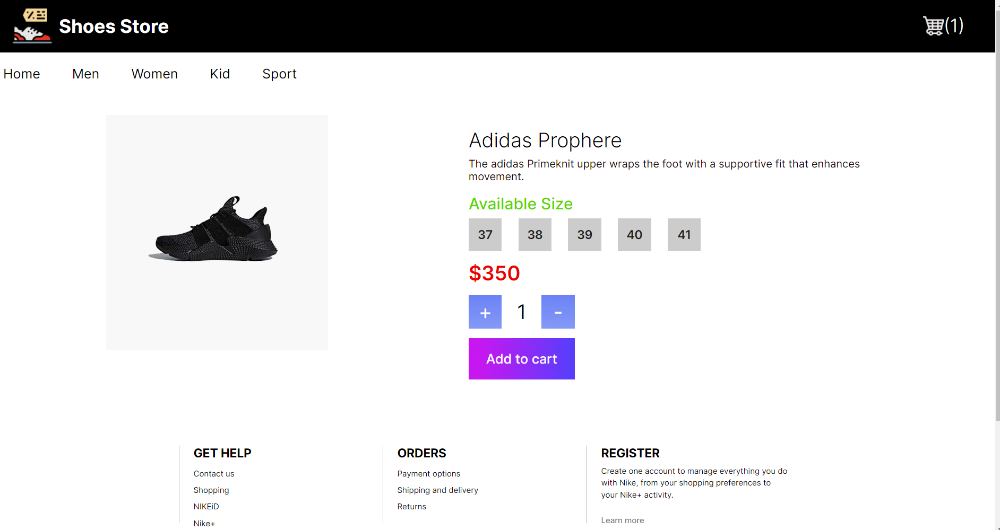 Shoes Store
(1)
Home
Men
Women
Kid
Sport
Adidas Prophere
The adidas Primeknit upper wraps the foot with a supportive fit that enhances
movement.
Available Size
37
38
39
40
41
$350
+
1
-
Add to cart
GET HELP
Contact us
Shopping
NIKEiD
Nike+
ORDERS
Payment options
Shipping and delivery
Returns
REGISTER
Create one account to manage everything you do
with Nike, from your shopping preferences to
your Nike+ activity.
Learn more